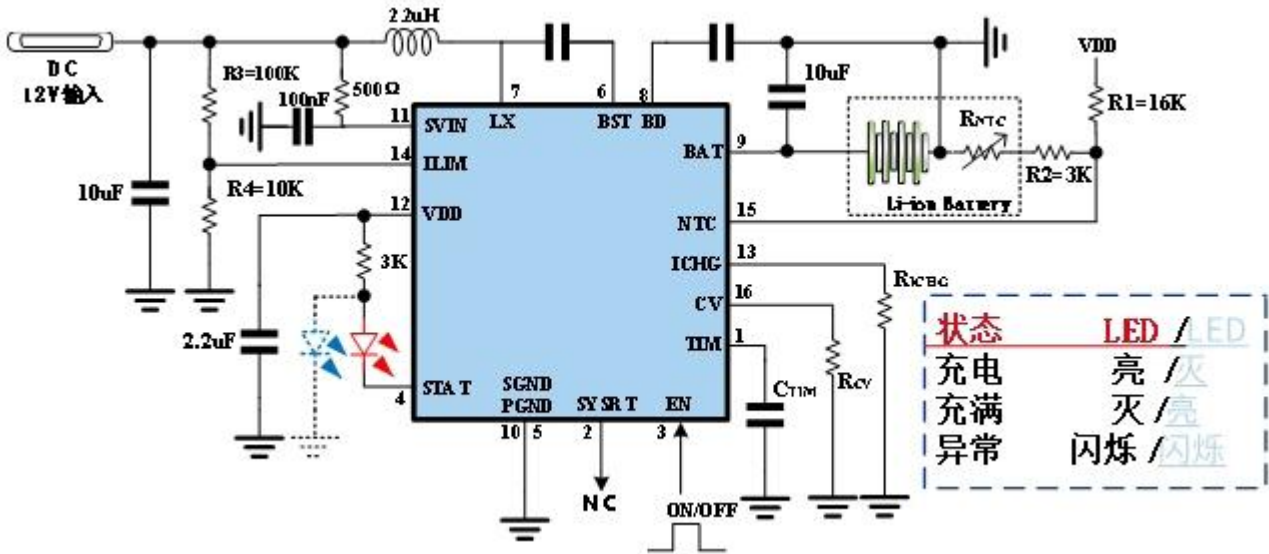 2.2uH
DC
12V输入
R3=100K
500Ω
100nF
10uF
R4=10K
11
SVIN
14
ILIM
12
VDD
3K
2.2uF
4
STAT
7
LX
6
BST
8
BD
10uF
VDD
R1=16K
RNTC
R2=3K
Li-ion Battery
BAT
9
NTC
15
ICHG
13
RICHG
CV
16
TIM
1
RCV
CTIM
SGND
PGND
10
5
SYSRT
2
NC
EN
3
ON/OFF
状态 LED /LED
充电 亮 /灭
充满 灭 /亮
异常 闪烁 /闪烁